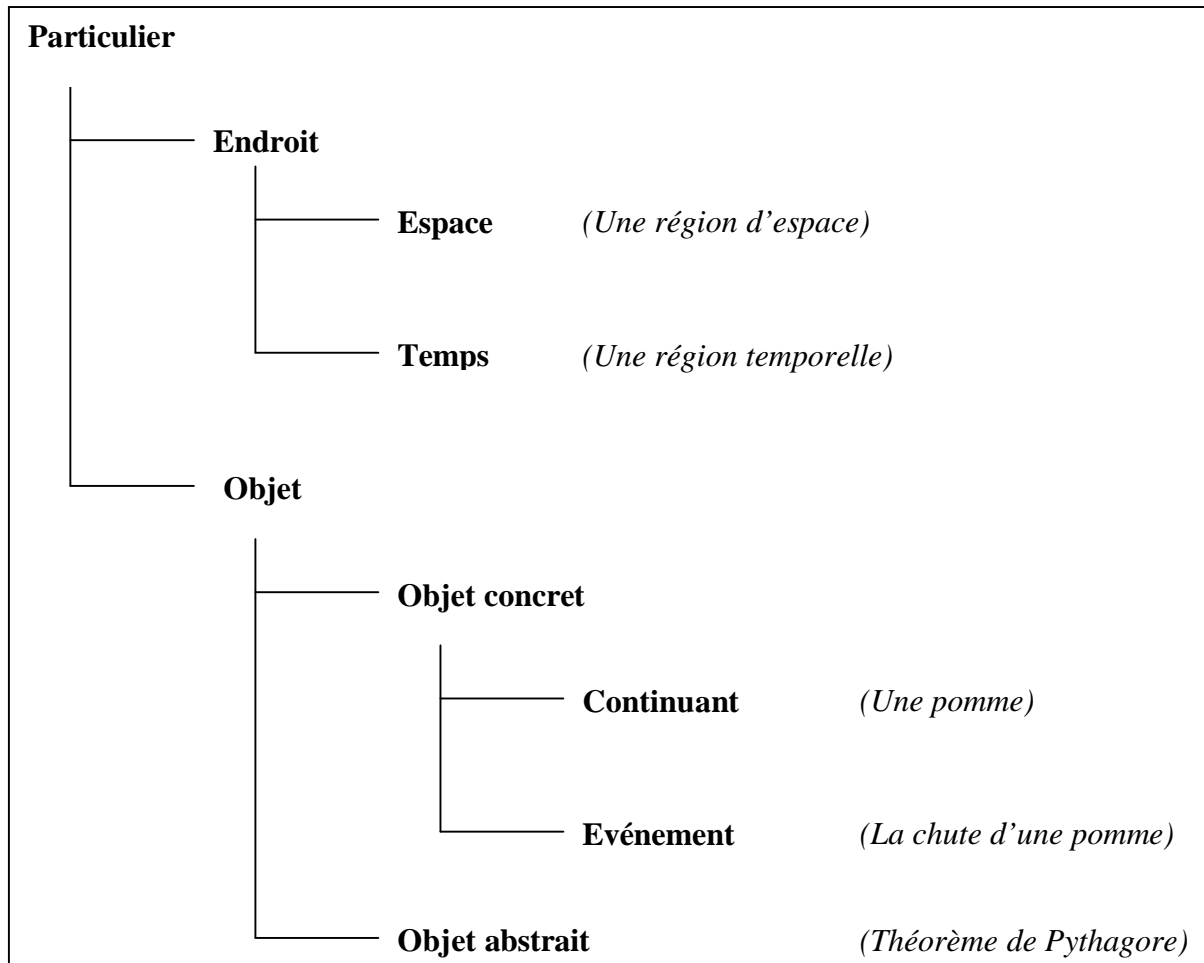 Particulier
Endroit
Espace (Une région d’espace)
Temps (Une région temporelle)
Objet
Objet concret
Continuant (Une pomme)
Evénement (La chute d’une pomme)
Objet abstrait (Théorème de Pythagore)